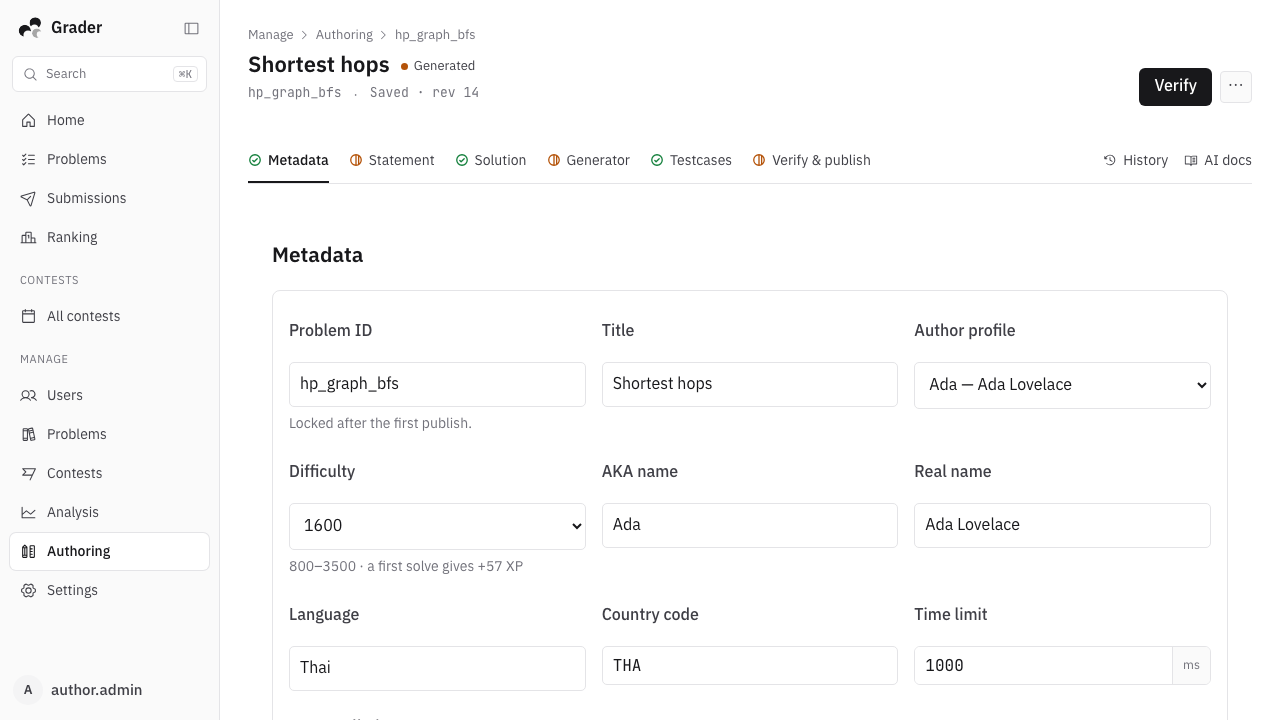 Grader
Search ⌘K
Home
Problems
Submissions
Ranking
CONTESTS
All contests
MANAGE
Users
Problems
Contests
Analysis
Authoring
Settings
A author.admin
Manage > Authoring > hp_graph_bfs
Shortest hops Generated
hp_graph_bfs . Saved · rev 14
Verify ···
Metadata Statement Solution Generator Testcases Verify & publish History AI docs
Metadata
Problem ID Title Author profile
hp_graph_bfs Shortest hops Ada — Ada Lovelace
Locked after the first publish.
Difficulty AKA name Real name
1600 Ada Ada Lovelace
800–3500 · a first solve gives +57 XP
Language Country code Time limit
Thai THA 1000 ms